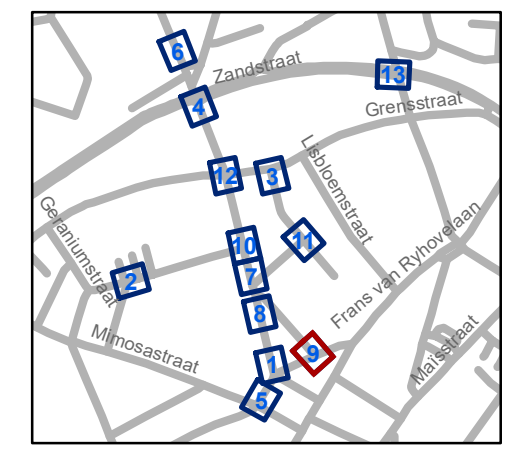 6
Zandstraat
13
4
Grensstraat
Lisbloemstraat
12
3
Geraniumstraat
10
11
7
2
Frans van Ryhovelaan
8
Mimosastraat
9
1
Maïsstraat
5